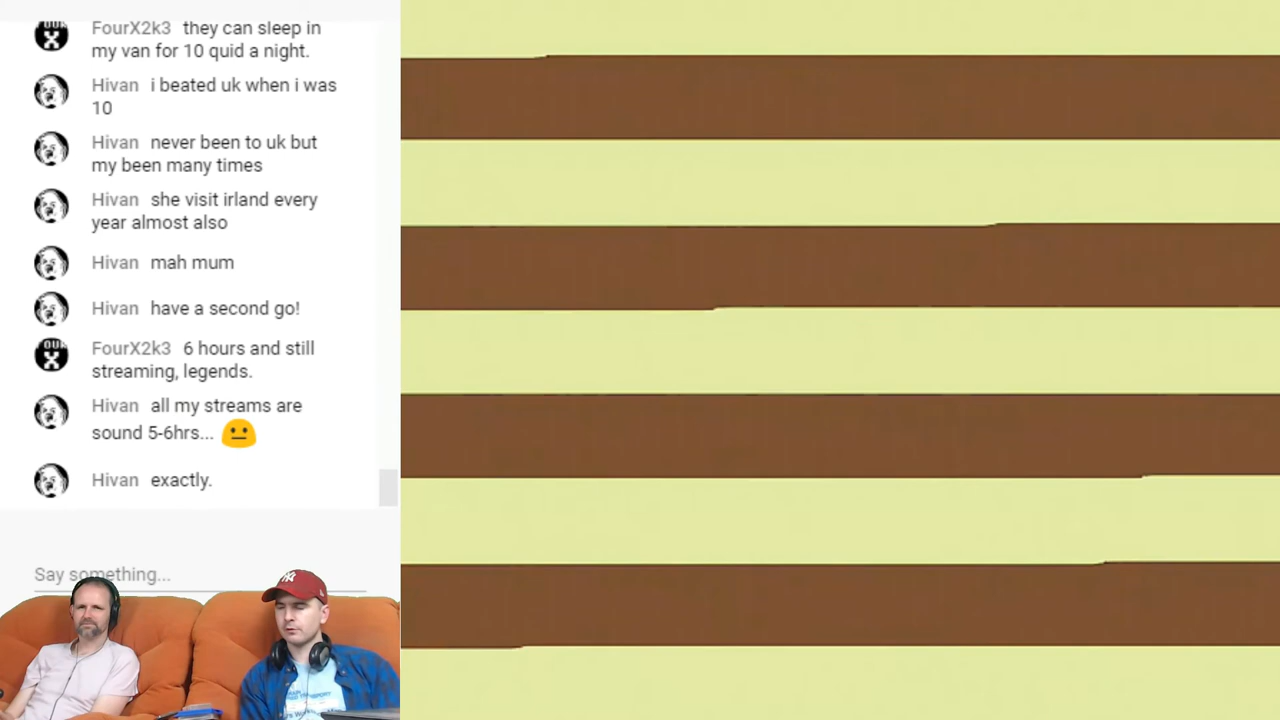 FourX2k3 they can sleep in
my van for 10 quid a night.
Hivan i beated uk when i was
10
Hivan never been to uk but
my been many times
Hivan she visit irland every
year almost also
Hivan mah mum
Hivan have a second go!
FourX2k3 6 hours and still
streaming, legends.
Hivan all my streams are
sound 5-6hrs... 😐
Hivan exactly.
Say something...